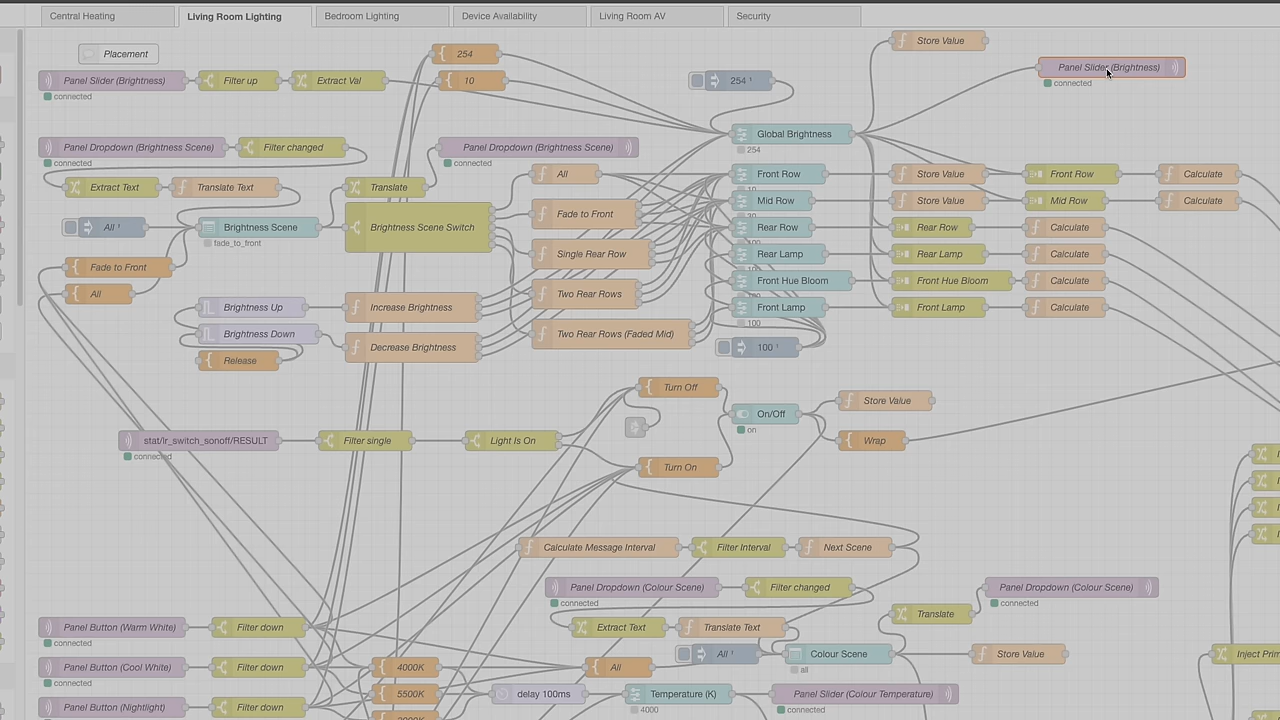 Central Heating
Living Room Lighting
Bedroom Lighting
Device Availability
Living Room AV
Security
Placement
254
Store Value
Panel Slider (Brightness)
connected
Panel Slider (Brightness)
connected
Filter up
Extract Val
10
254 ¹
Global Brightness
254
Panel Dropdown (Brightness Scene)
connected
Filter changed
Panel Dropdown (Brightness Scene)
connected
Extract Text
Translate Text
Translate
All
Front Row
Store Value
Front Row
Calculate
Fade to Front
Mid Row
Store Value
Mid Row
Calculate
All ¹
Brightness Scene
fade_to_front
Brightness Scene Switch
Rear Row
Rear Row
Calculate
Single Rear Row
Rear Lamp
Rear Lamp
Calculate
Fade to Front
All
Two Rear Rows
Front Hue Bloom
Front Hue Bloom
Calculate
Brightness Up
Increase Brightness
Front Lamp
100
Front Lamp
Calculate
Brightness Down
Decrease Brightness
Two Rear Rows (Faded Mid)
100 ¹
Release
Turn Off
Store Value
On/Off
on
stat/lr_switch_sonoff/RESULT
connected
Filter single
Light Is On
Wrap
Turn On
Calculate Message Interval
Filter Interval
Next Scene
Panel Dropdown (Colour Scene)
connected
Filter changed
Panel Dropdown (Colour Scene)
connected
Translate
Panel Button (Warm White)
connected
Filter down
Extract Text
Translate Text
All ¹
Colour Scene
all
Store Value
Inject Prim
Panel Button (Cool White)
connected
Filter down
4000K
All
5500K
delay 100ms
Temperature (K)
4000
Panel Slider (Colour Temperature)
connected
Panel Button (Nightlight)
Filter down